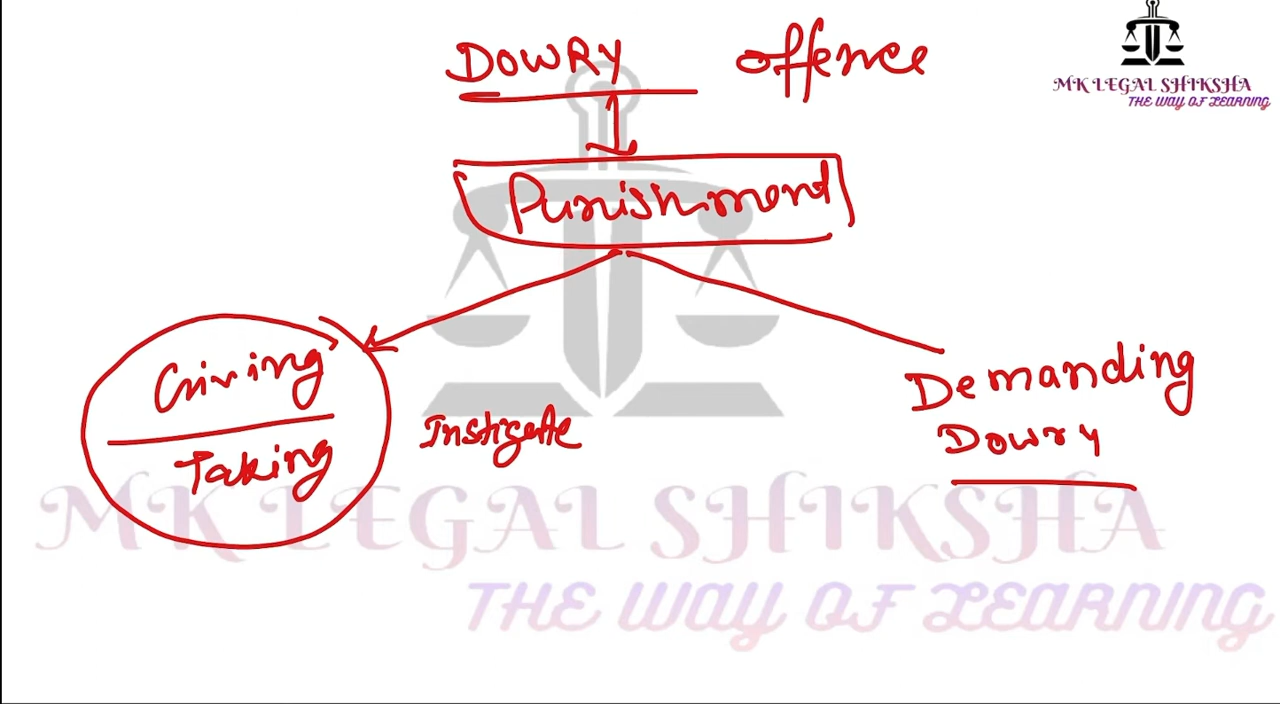 DOWRY offence
MK LEGAL SHIKSHA
THE WAY OF LEARNING
Punishment
Giving
Taking
Instigate
Demanding
Dowry
MK LEGAL SHIKSHA
THE WAY OF LEARNING